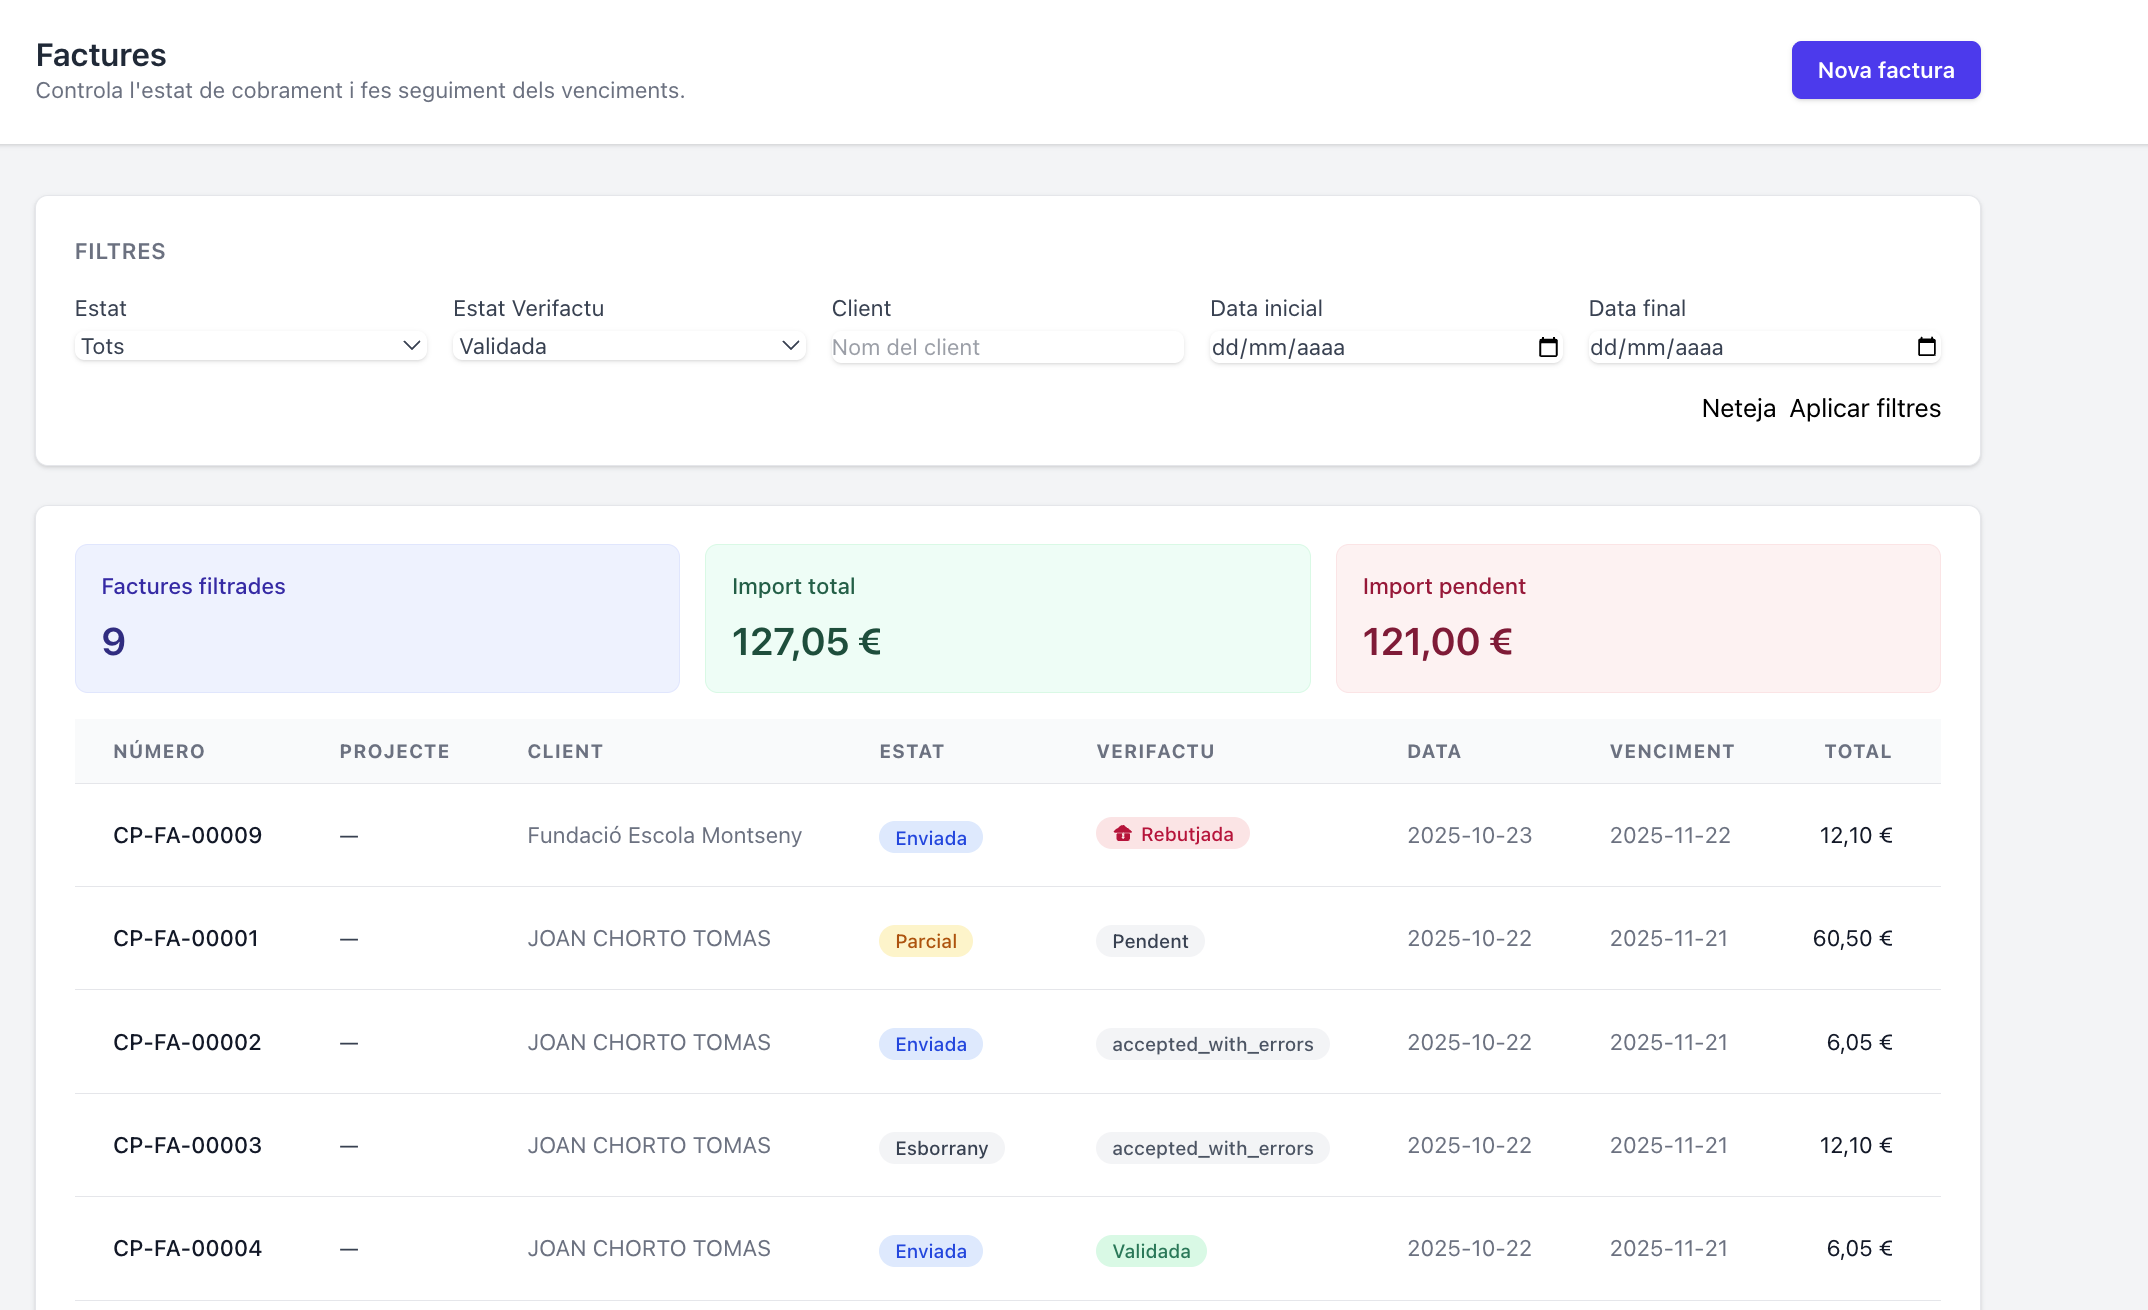 Factures
Controla l'estat de cobrament i fes seguiment dels venciments.
Nova factura
FILTRES
Estat
Estat Verifactu
Client
Data inicial
Data final
Tots
Validada
Nom del client
dd/mm/aaaa
dd/mm/aaaa
Neteja Aplicar filtres
Factures filtrades
9
Import total
127,05 €
Import pendent
121,00 €
NÚMERO PROJECTE CLIENT ESTAT VERIFACTU DATA VENCIMENT TOTAL
CP-FA-00009 — Fundació Escola Montseny Enviada Rebutjada 2025-10-23 2025-11-22 12,10 €
CP-FA-00001 — JOAN CHORTO TOMAS Parcial Pendent 2025-10-22 2025-11-21 60,50 €
CP-FA-00002 — JOAN CHORTO TOMAS Enviada accepted_with_errors 2025-10-22 2025-11-21 6,05 €
CP-FA-00003 — JOAN CHORTO TOMAS Esborrany accepted_with_errors 2025-10-22 2025-11-21 12,10 €
CP-FA-00004 — JOAN CHORTO TOMAS Enviada Validada 2025-10-22 2025-11-21 6,05 €